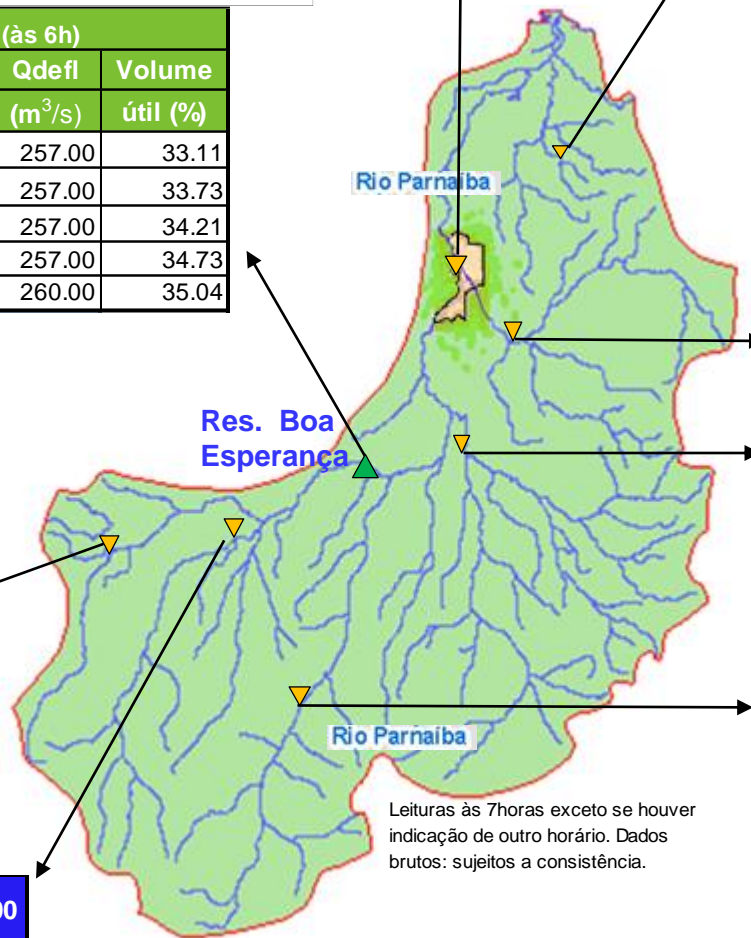 (às 6h)
Qdefl Volume
(m³/s) útil (%)
257.00 33.11
257.00 33.73
257.00 34.21
257.00 34.73
260.00 35.04
Rio Parnaíba
Res. Boa
Esperança
Rio Parnaíba
Leituras às 7horas exceto se houver
indicação de outro horário. Dados
brutos: sujeitos a consistência.